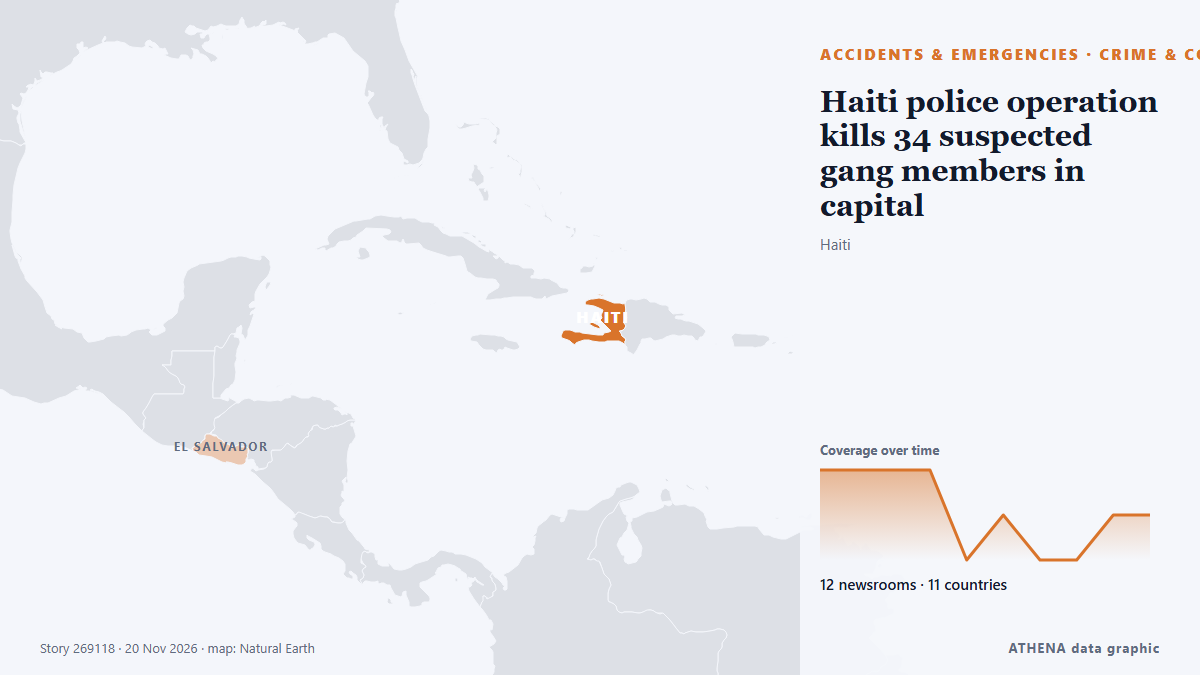 ACCIDENTS & EMERGENCIES · CRIME &
Haiti police operation
kills 34 suspected
gang members in
capital
Haiti
HAITI
EL SALVADOR
Coverage over time
12 newsrooms · 11 countries
Story 269118 · 20 Nov 2026 · map: Natural Earth
ATHENA data graphic